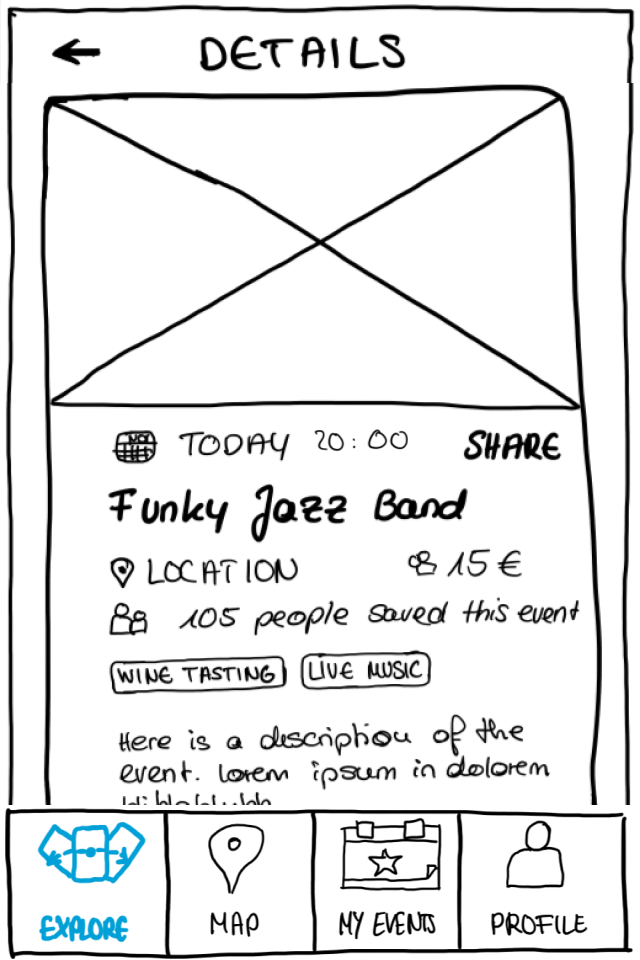 DETAILS
TODAY 20:00 SHARE
Funky Jazz Band
LOCATION 15 €
105 people saved this event
WINE TASTING LIVE MUSIC
Here is a description of the
event. Lorem ipsum in dolorem
EXPLORE MAP MY EVENTS PROFILE